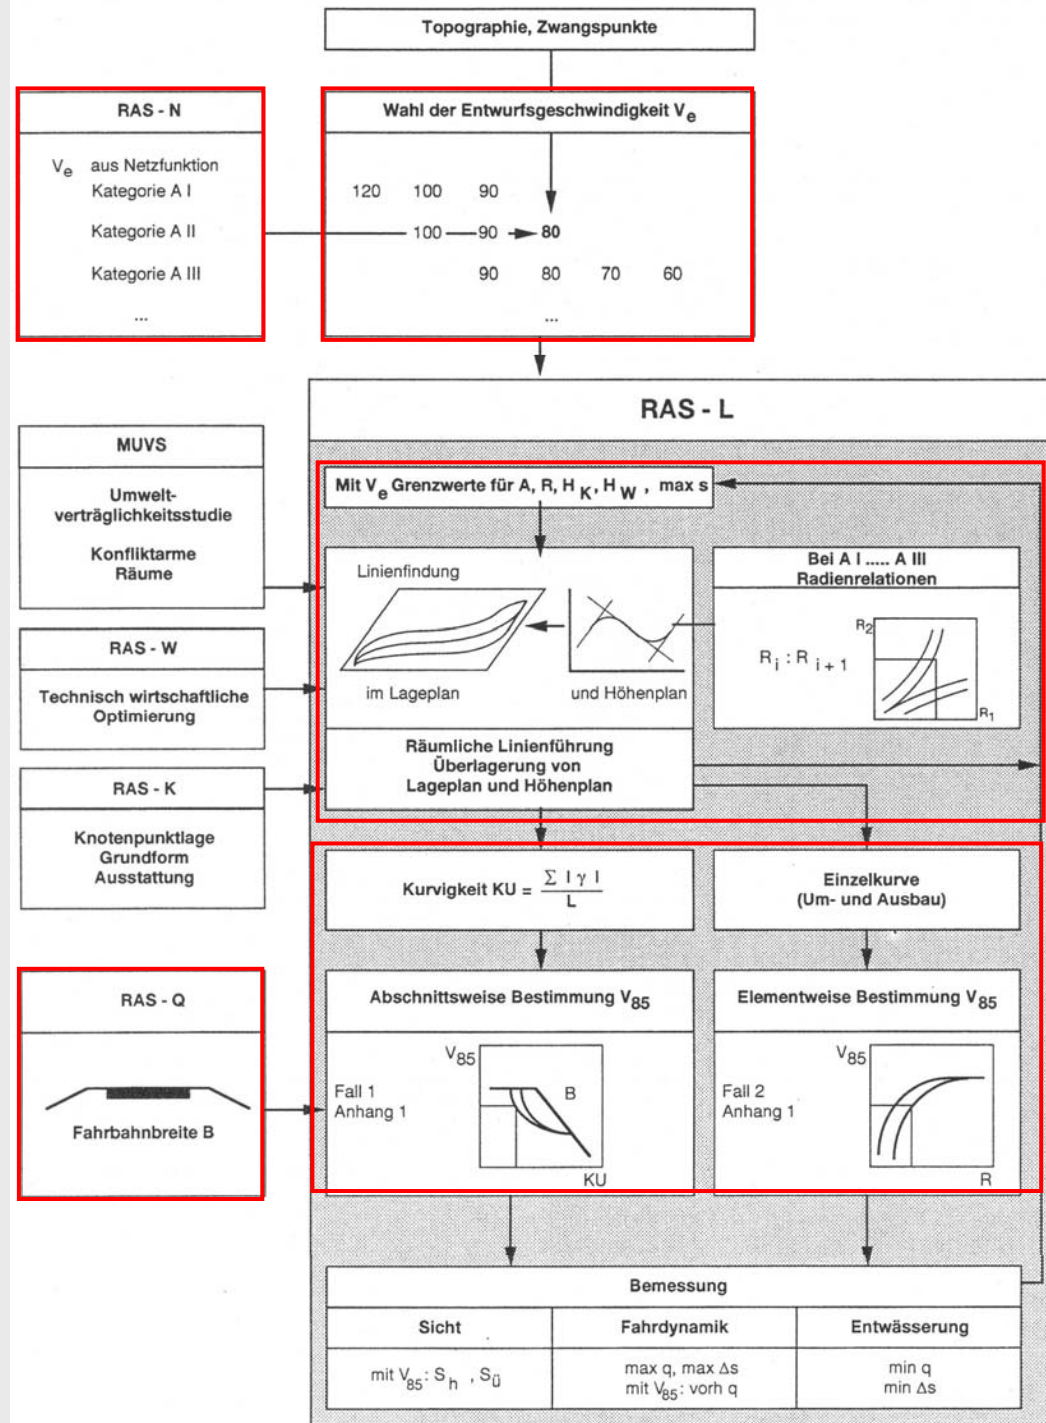 Topographie, Zwangspunkte
RAS - N
Ve aus Netzfunktion
Kategorie A I
Kategorie A II
Kategorie A III
...
Wahl der Entwurfsgeschwindigkeit Ve
120 100 90
100 90 80
90 80 70 60
...
RAS - L
MUVS
Umwelt-
verträglichkeitsstudie
Konfliktarme
Räume
RAS - W
Technisch wirtschaftliche
Optimierung
RAS - K
Knotenpunktlage
Grundform
Ausstattung
Mit Ve Grenzwerte für A, R, HK, HW , max s
Linienfindung
im Lageplan
und Höhenplan
Bei A I ..... A III
Radienrelationen
Ri : Ri + 1
R2
R1
Räumliche Linienführung
Überlagerung von
Lageplan und Höhenplan
Kurvigkeit KU = Σ I γ I / L
Einzelkurve
(Um- und Ausbau)
RAS - Q
Fahrbahnbreite B
Abschnittsweise Bestimmung V85
V85
Fall 1
Anhang 1
B
KU
Elementweise Bestimmung V85
V85
Fall 2
Anhang 1
R
Bemessung
Sicht
Fahrdynamik
Entwässerung
mit V85: Sh , Sü
max q, max Δs
mit V85: vorh q
min q
min Δs